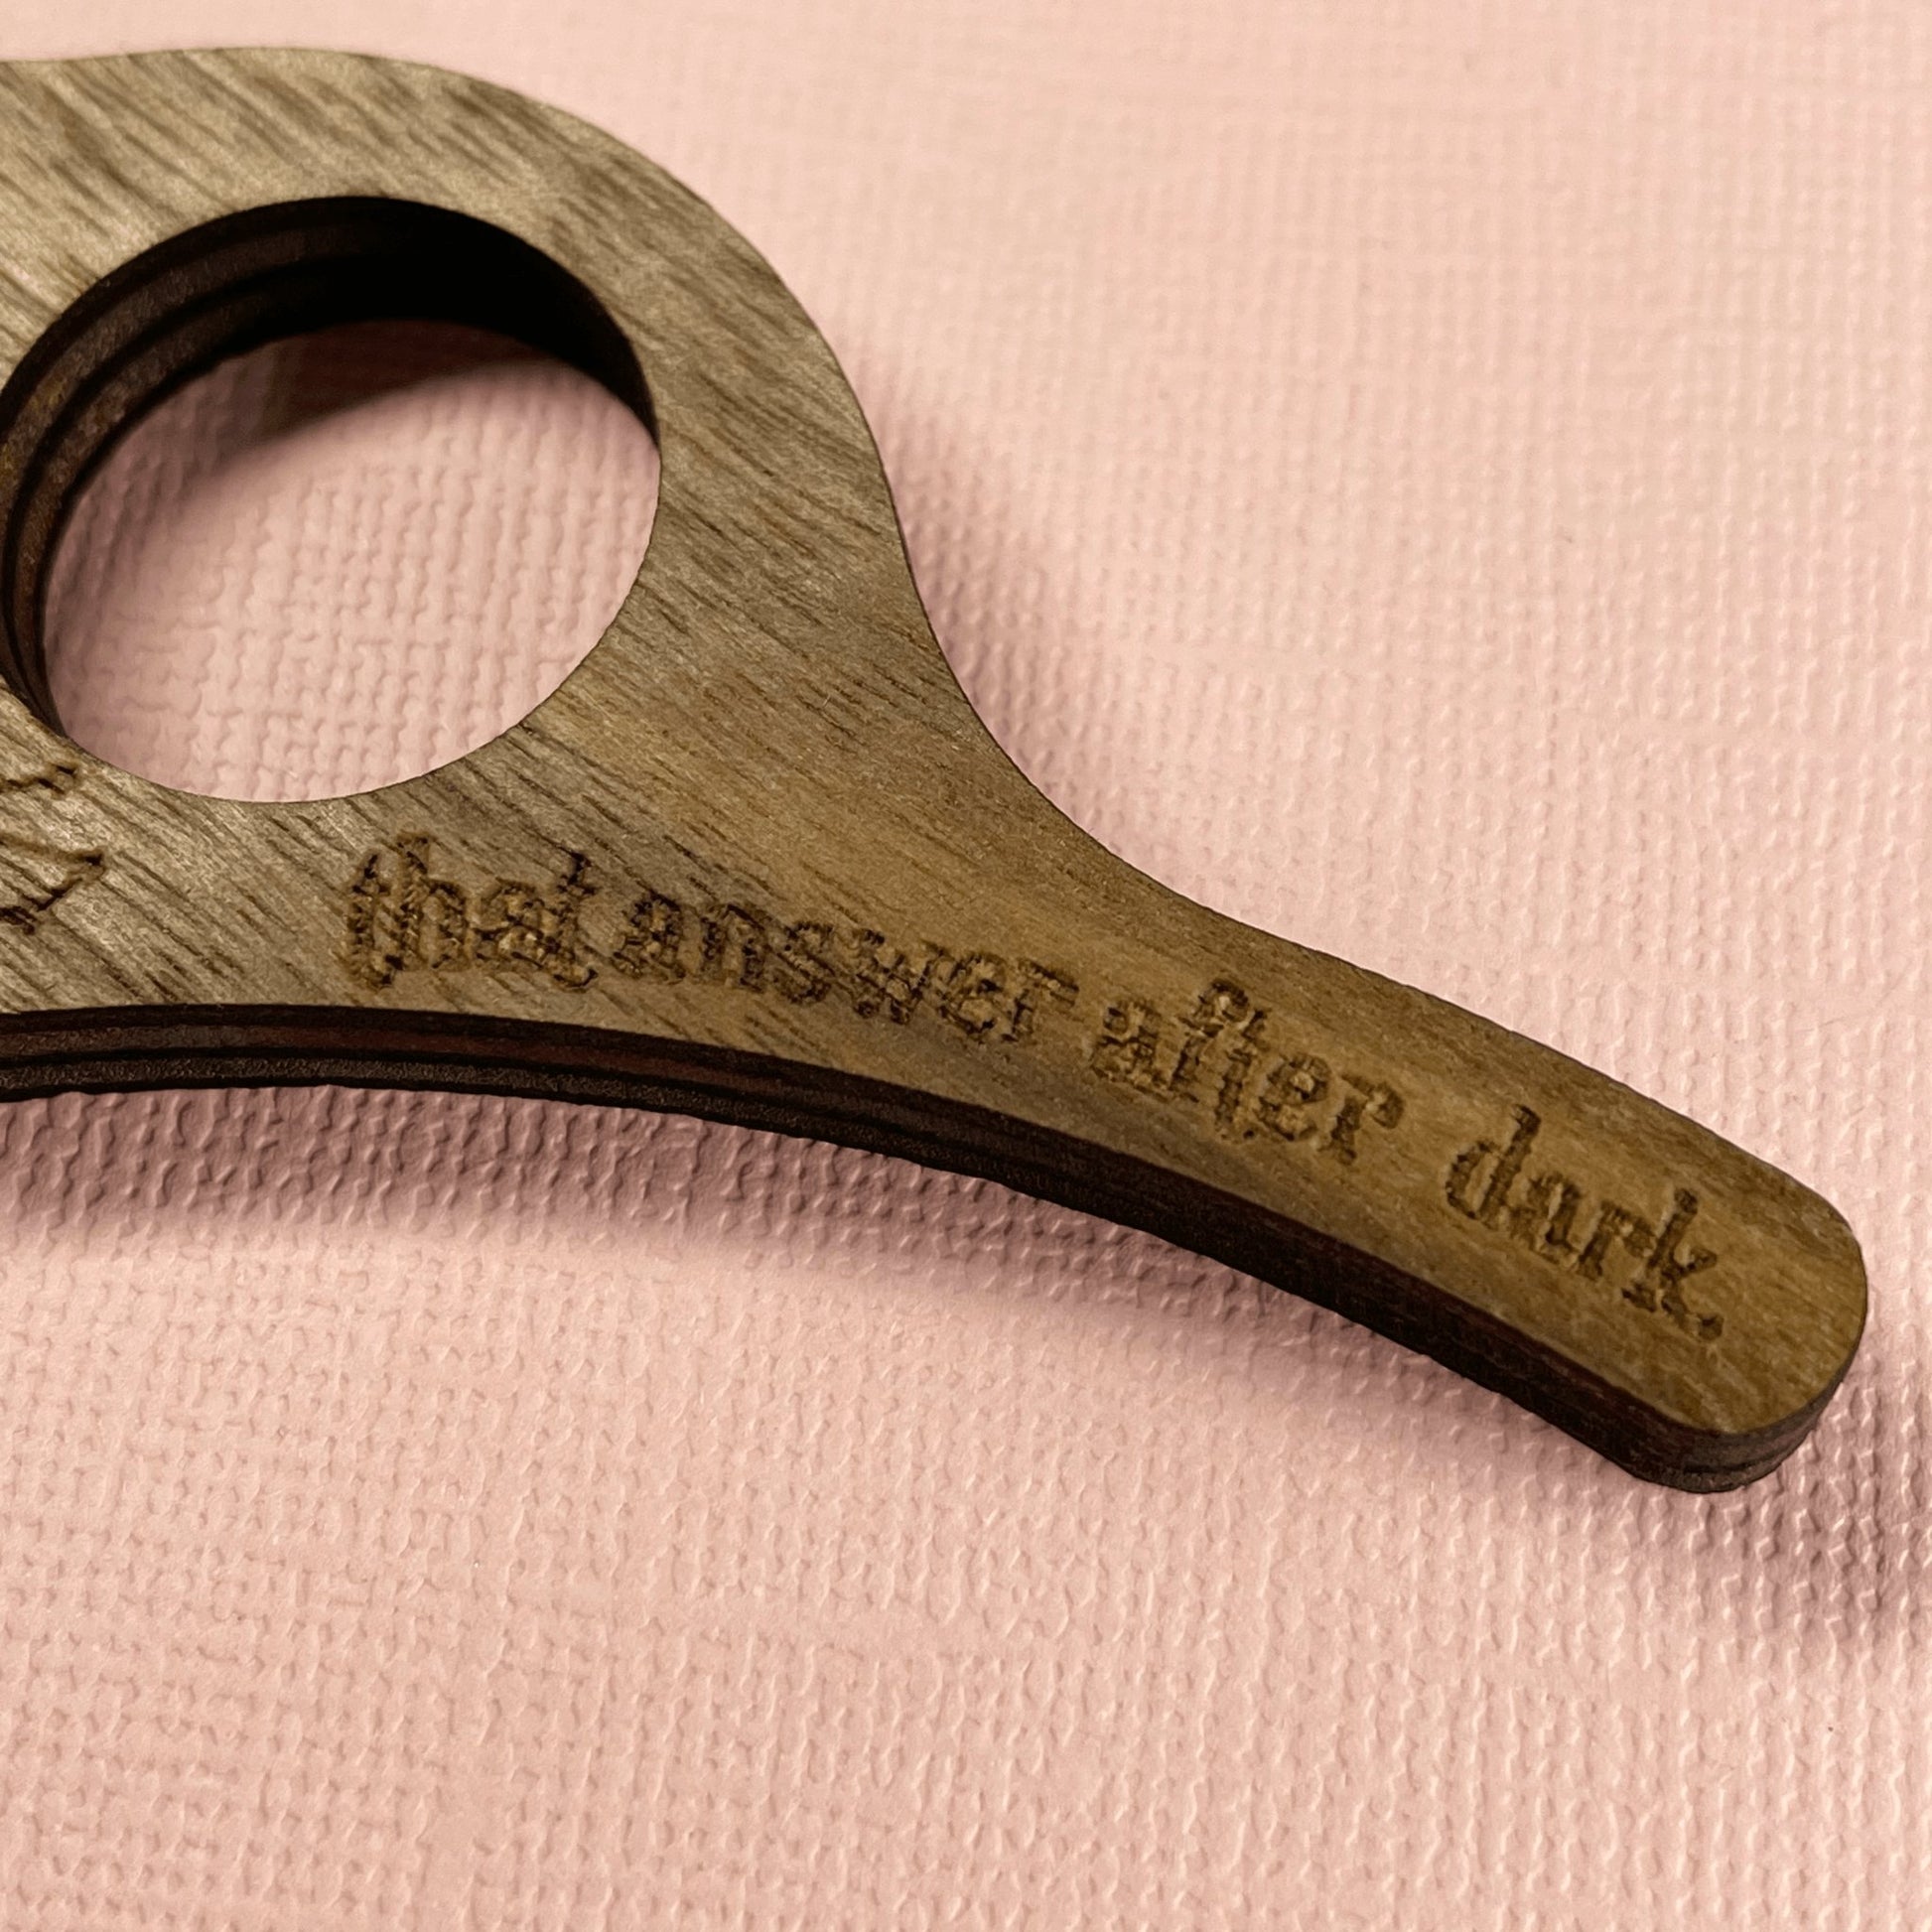 that answer after dark.